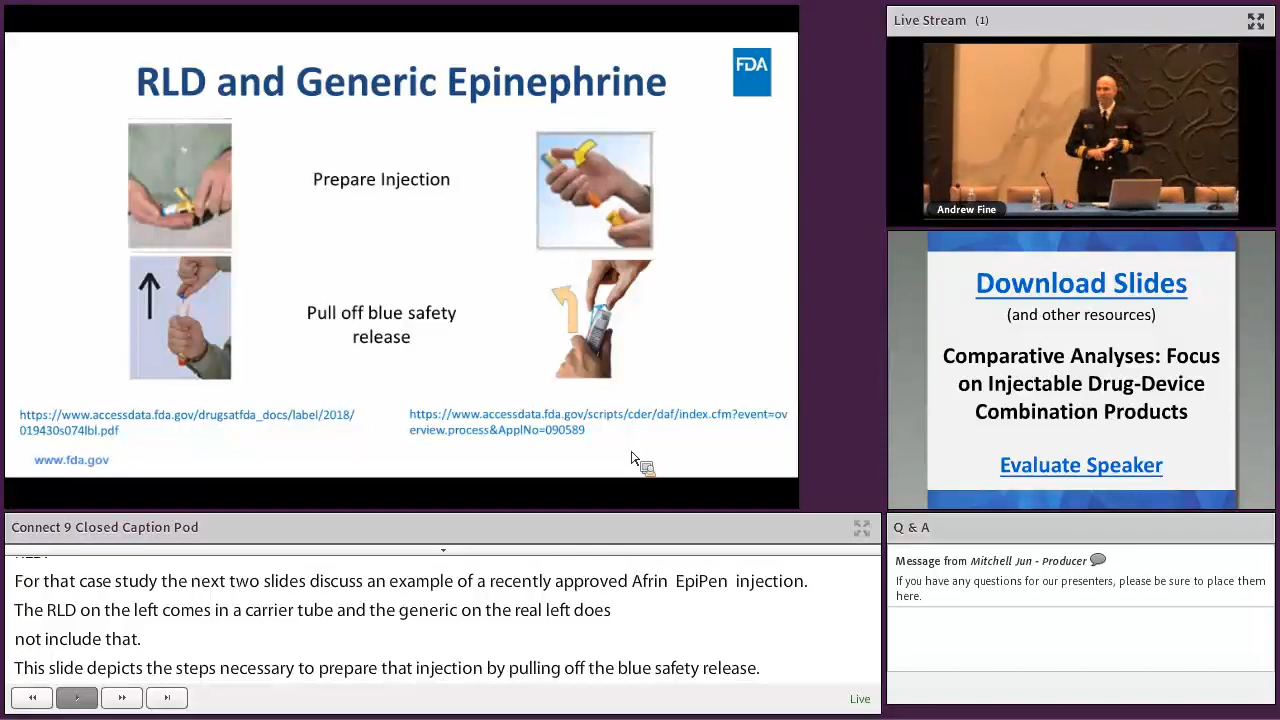 FDA
RLD and Generic Epinephrine
Prepare Injection
Pull off blue safety
release
https://www.accessdata.fda.gov/drugsatfda_docs/label/2018/
019430s074lbl.pdf
https://www.accessdata.fda.gov/scripts/cder/daf/index.cfm?event=ov
erview.process&ApplNo=090589
www.fda.gov
Live Stream (1)
Andrew Fine
Download Slides
(and other resources)
Comparative Analyses: Focus
on Injectable Drug-Device
Combination Products
Evaluate Speaker
Connect 9 Closed Caption Pod
For that case study the next two slides discuss an example of a recently approved Afrin EpiPen injection.
The RLD on the left comes in a carrier tube and the generic on the real left does
not include that.
This slide depicts the steps necessary to prepare that injection by pulling off the blue safety release.
Live
Q & A
Message from Mitchell Jun - Producer
If you have any questions for our presenters, please be sure to place them
here.